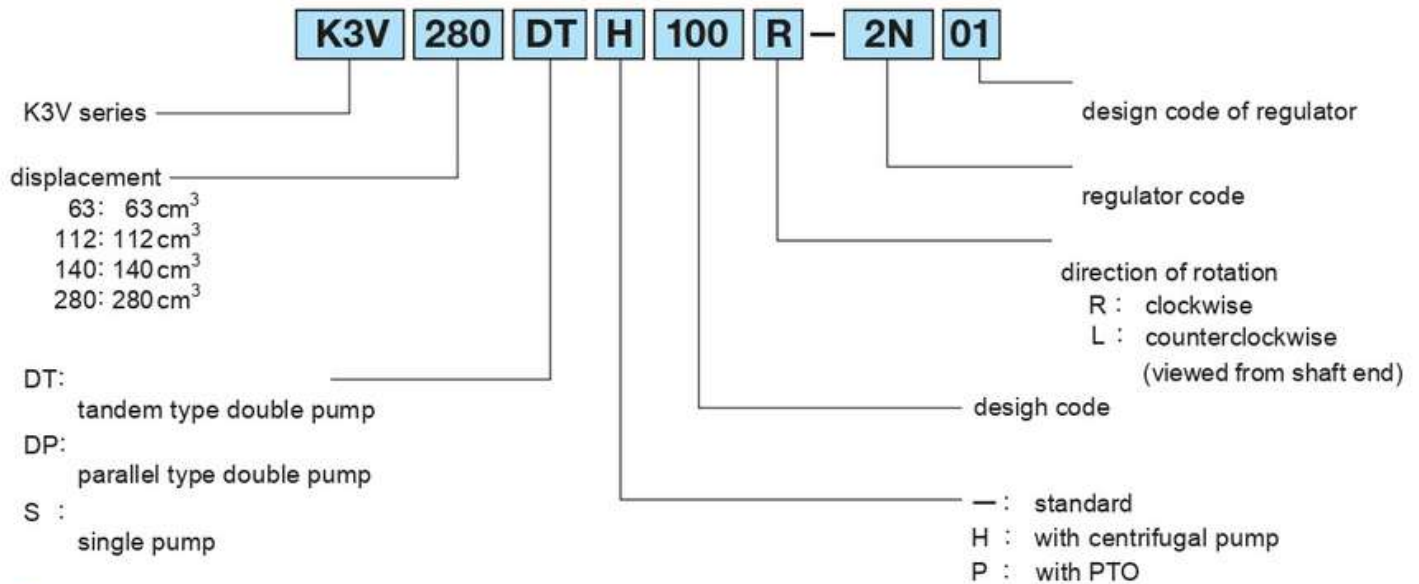 K3V 280 DT H 100 R – 2N 01
K3V series
design code of regulator
displacement
63: 63 cm³
112: 112 cm³
140: 140 cm³
280: 280 cm³
regulator code
direction of rotation
R : clockwise
L : counterclockwise
(viewed from shaft end)
DT:
tandem type double pump
DP:
parallel type double pump
S :
single pump
desigh code
— : standard
H : with centrifugal pump
P : with PTO